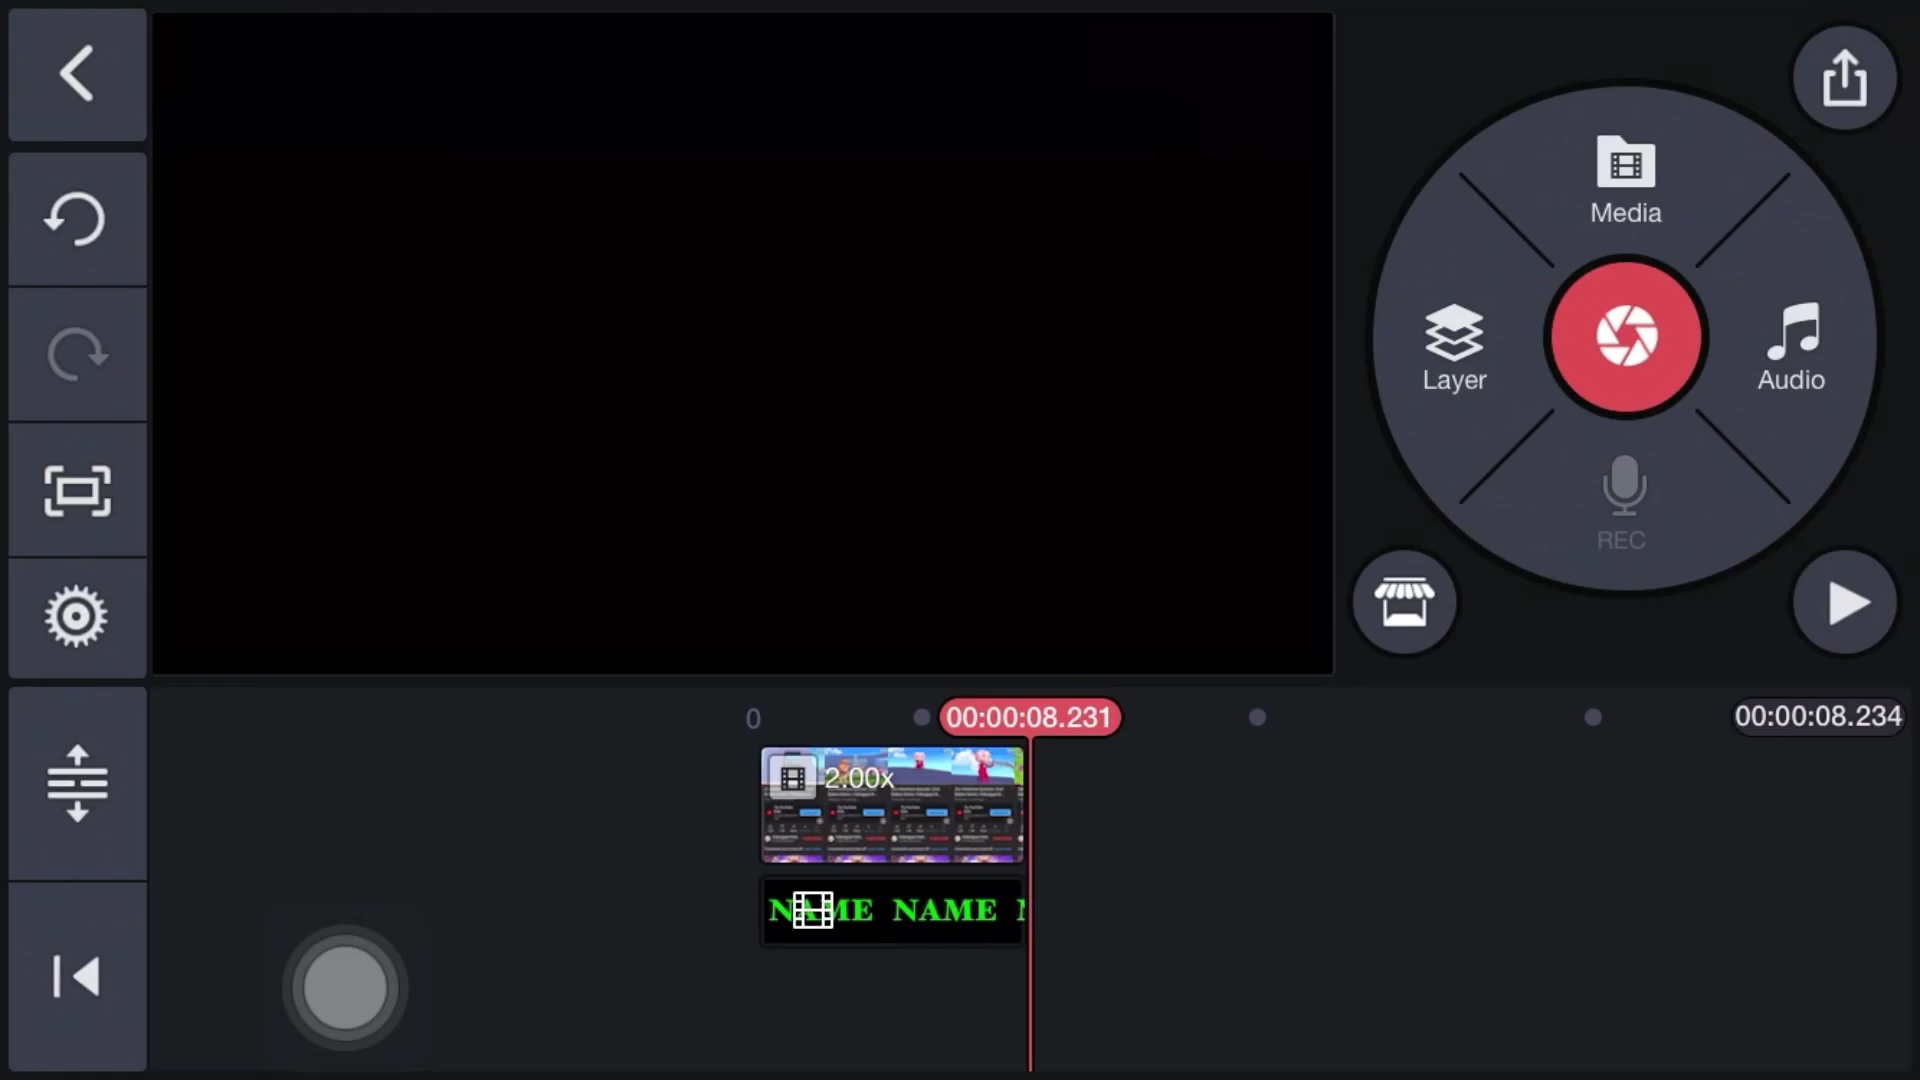 Media
Layer
Audio
REC
0
00:00:08.231
00:00:08.234
2.00x
NAME NAME